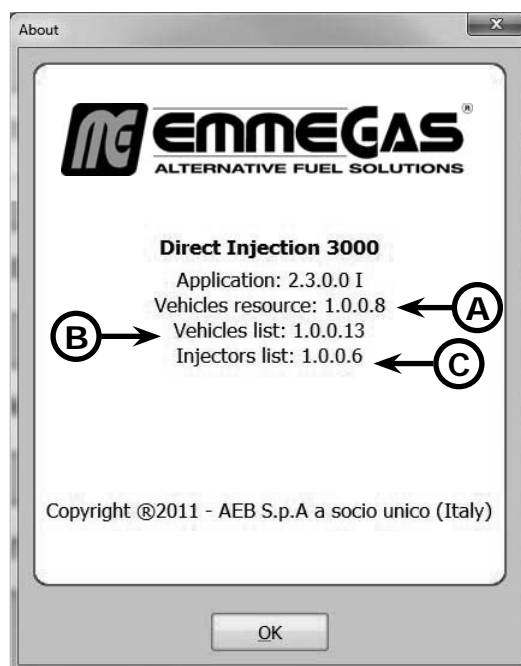 About
x
MG EMMEGAS®
ALTERNATIVE FUEL SOLUTIONS
Direct Injection 3000
Application: 2.3.0.0 I
Vehicles resource: 1.0.0.8
A
B
Vehicles list: 1.0.0.13
Injectors list: 1.0.0.6
C
Copyright ®2011 - AEB S.p.A a socio unico (Italy)
OK